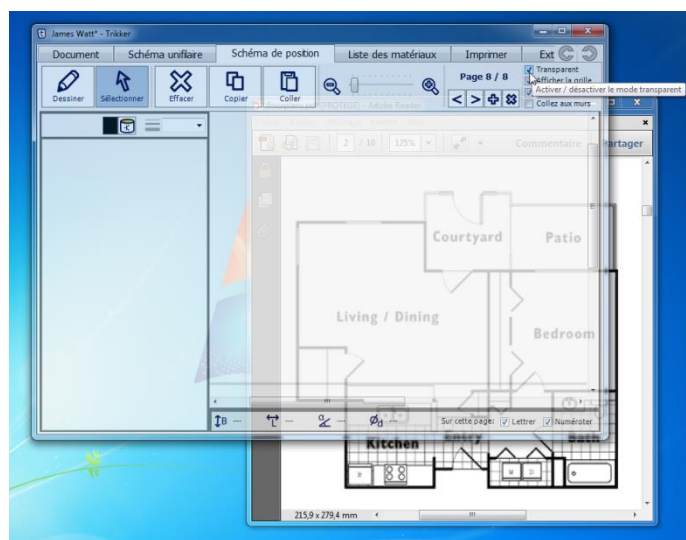 James Watt* - Trikker
Document Schéma unifilaire Schéma de position Liste des matériaux Imprimer Ext
Dessiner Sélectionner Effacer Copier Coller
Page 8 / 8
Transparent
Afficher la grille
Activer / désactiver le mode transparent
Collez aux murs
- Adobe Reader
2 / 10 125% Commentaire Partager
Courtyard Patio
Living / Dining
Bedroom
B -- L -- α -- Ød --
Sur cette page: Lettrer Numéroter
Kitchen Entry Bath
215,9 x 279,4 mm